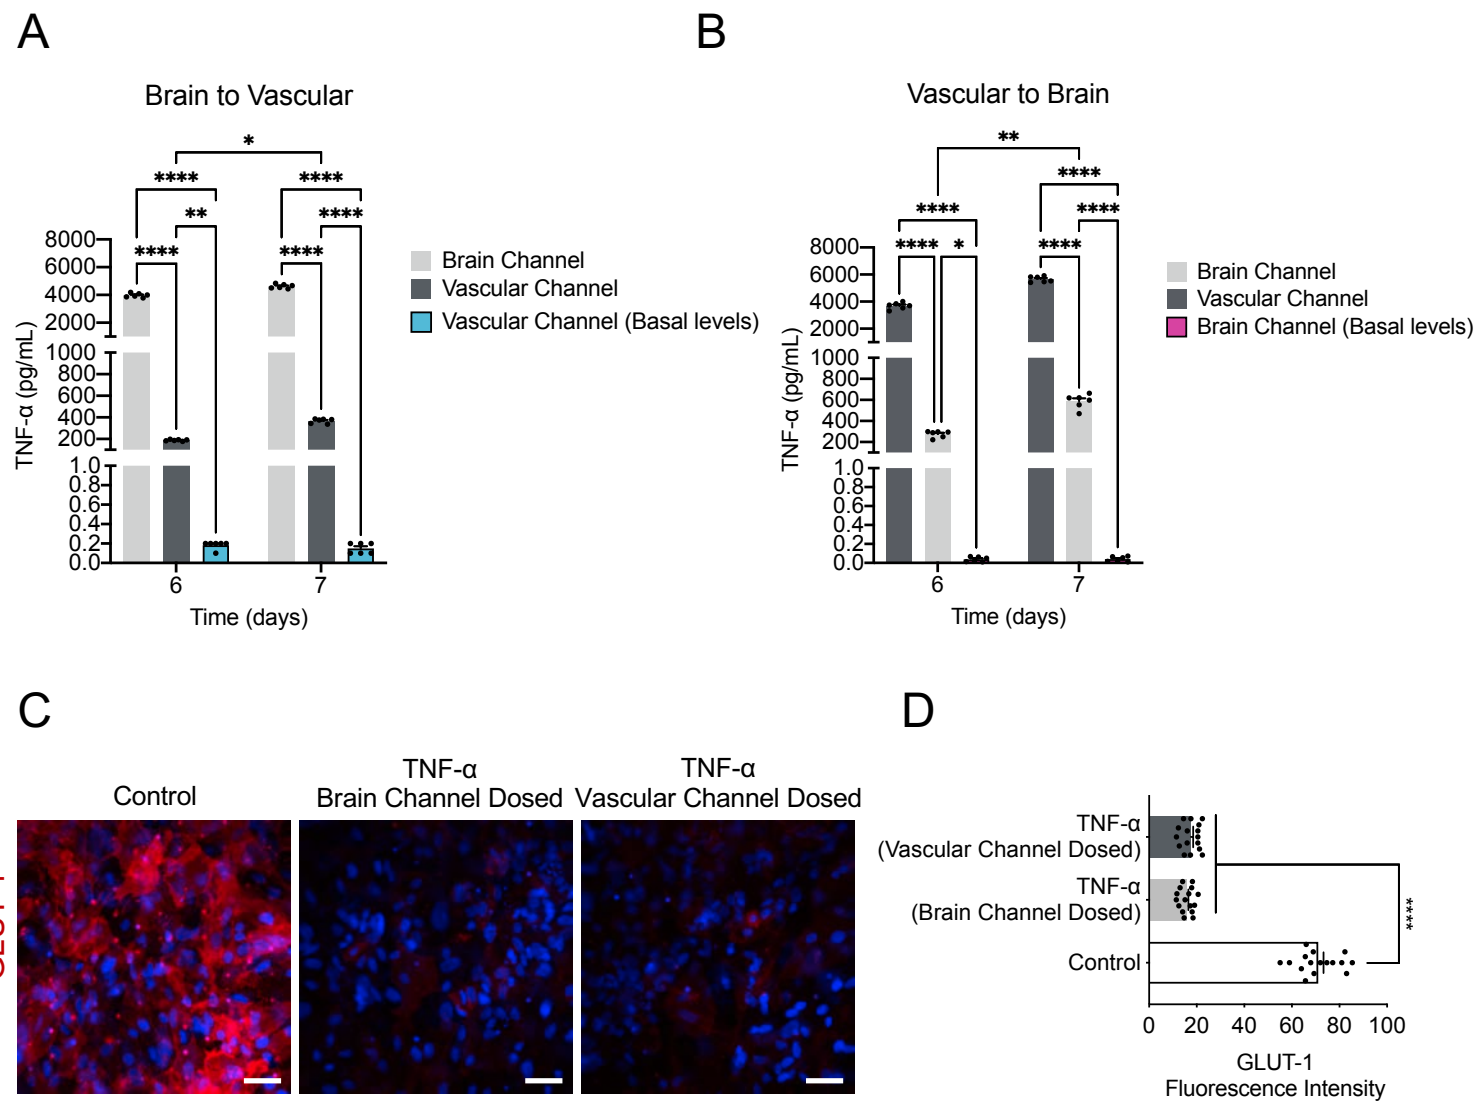 A
Brain to Vascular
*
**** ****
** ****
**** ****
8000
6000
4000
2000
1000
800
600
400
200
1.0
0.8
0.6
0.4
0.2
0.0
TNF-α (pg/mL)
6 7
Time (days)
Brain Channel
Vascular Channel
Vascular Channel (Basal levels)
B
Vascular to Brain
**
****
**** ****
**** * ****
8000
6000
4000
2000
1000
800
600
400
200
1.0
0.8
0.6
0.4
0.2
0.0
TNF-α (pg/mL)
6 7
Time (days)
Brain Channel
Vascular Channel
Brain Channel (Basal levels)
C
Control
TNF-α
Brain Channel Dosed
TNF-α
Vascular Channel Dosed
D
TNF-α
(Vascular Channel Dosed)
TNF-α
(Brain Channel Dosed)
Control
****
0 20 40 60 80 100
GLUT-1
Fluorescence Intensity